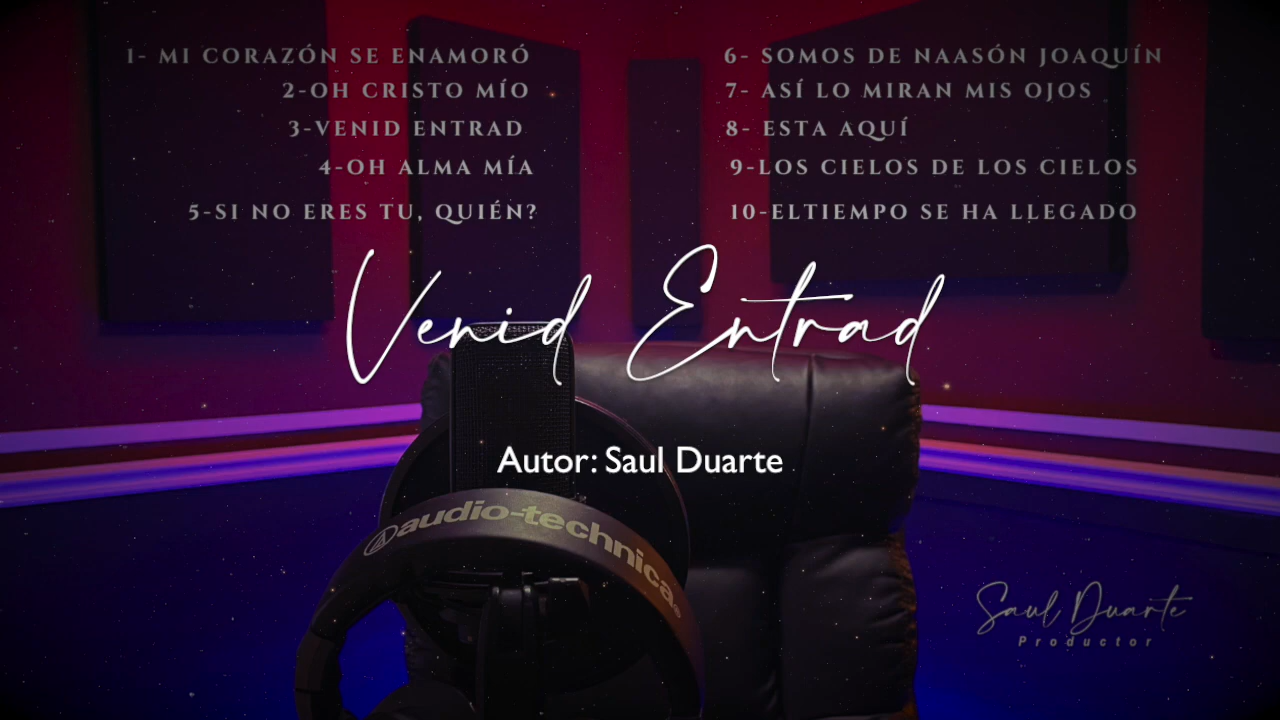 1- MI CORAZÓN SE ENAMORÓ
2-OH CRISTO MÍO
3-VENID ENTRAD
4-OH ALMA MÍA
5-SI NO ERES TU, QUIÉN?
6- SOMOS DE NAASÓN JOAQUÍN
7- ASÍ LO MIRAN MIS OJOS
8- ESTA AQUÍ
9-LOS CIELOS DE LOS CIELOS
10-ELTIEMPO SE HA LLEGADO
Venid Entrad
Autor: Saul Duarte
audio-technica
Saul Duarte
Productor